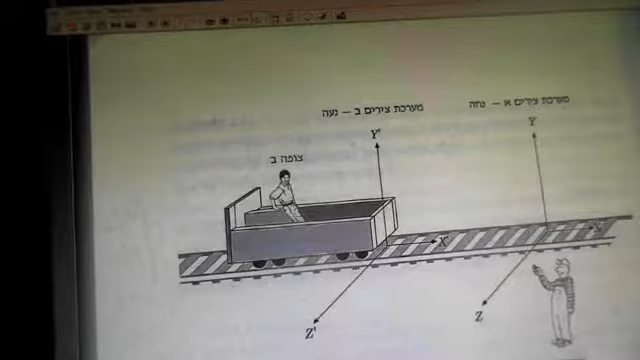 מערכת צירים א — נחה
מערכת צירים ב — נעה
Y
Y'
צופה ב
X
Z
Z'